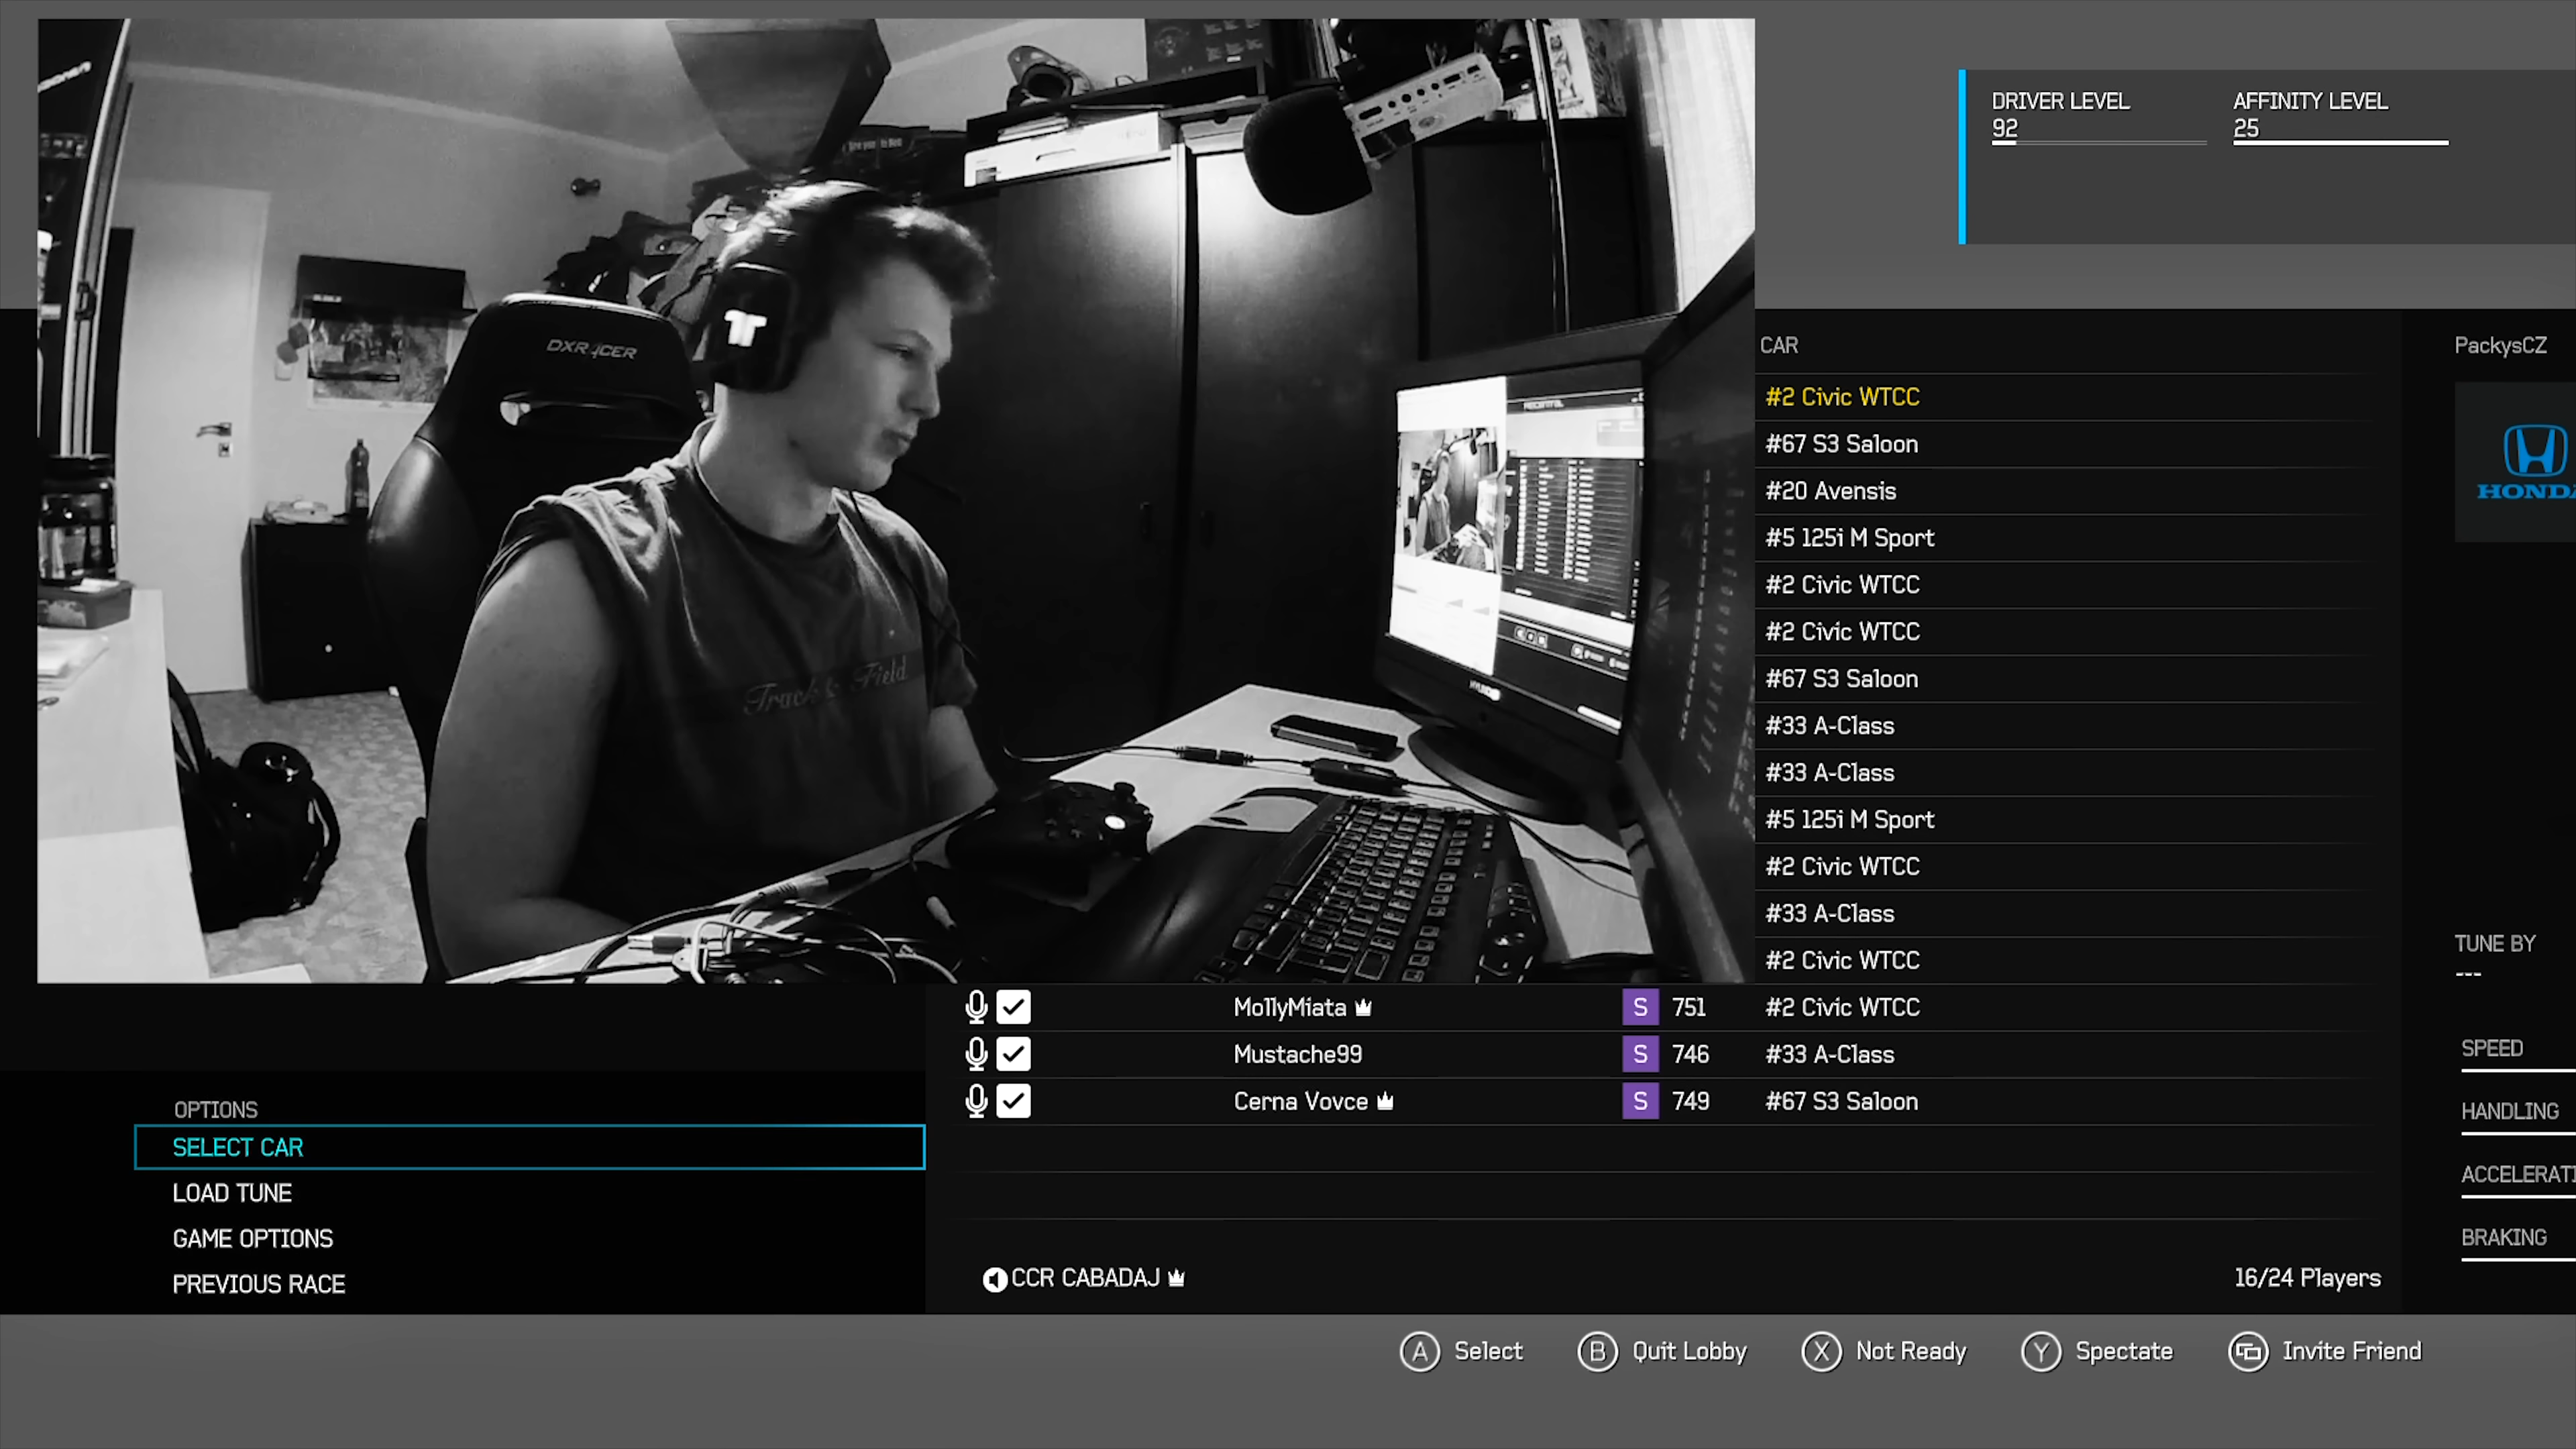 DRIVER LEVEL
92
AFFINITY LEVEL
25
DXRACER
Track & Field
HYUNDAI
CAR
#2 Civic WTCC
#67 S3 Saloon
#20 Avensis
#5 125i M Sport
#2 Civic WTCC
#2 Civic WTCC
#67 S3 Saloon
#33 A-Class
#33 A-Class
#5 125i M Sport
#2 Civic WTCC
#33 A-Class
#2 Civic WTCC
MollyMiata S 751 #2 Civic WTCC
Mustache99 S 746 #33 A-Class
Cerna Vovce S 749 #67 S3 Saloon
CCR CABADAJ
16/24 Players
PackysCZ
HONDA
TUNE BY
---
SPEED
HANDLING
ACCELERATI
BRAKING
OPTIONS
SELECT CAR
LOAD TUNE
GAME OPTIONS
PREVIOUS RACE
A Select
B Quit Lobby
X Not Ready
Y Spectate
Invite Friend